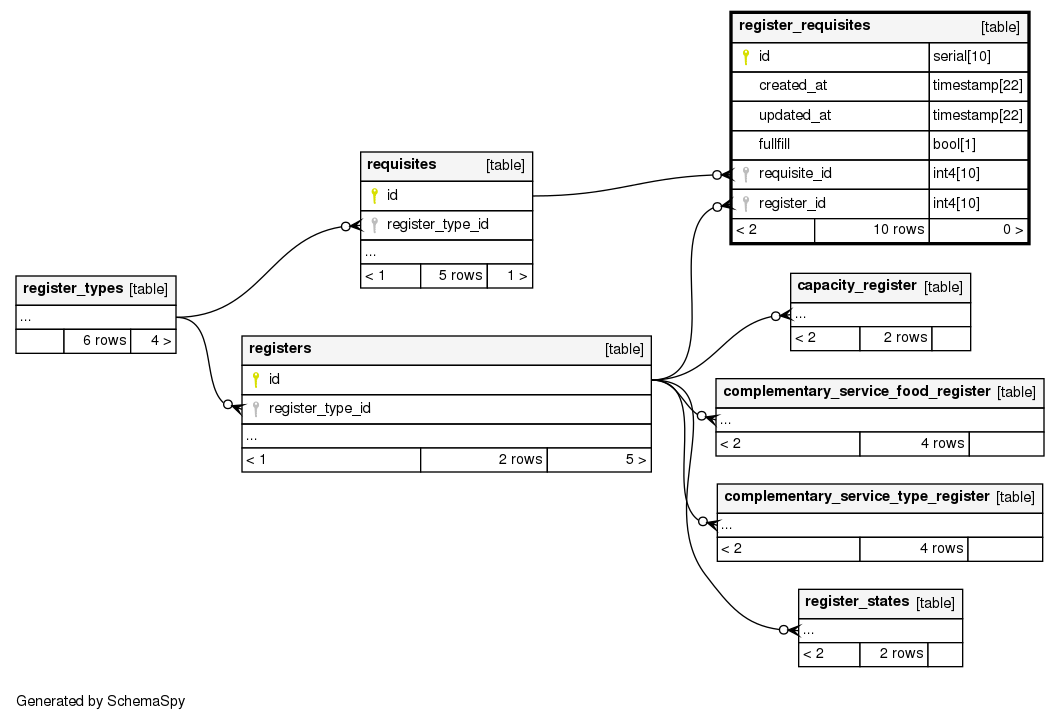 register_requisites [table]
id serial[10]
created_at timestamp[22]
updated_at timestamp[22]
fullfill bool[1]
requisite_id int4[10]
register_id int4[10]
< 2 10 rows 0 >
requisites [table]
id
register_type_id
...
< 1 5 rows 1 >
register_types [table]
...
6 rows 4 >
registers [table]
id
register_type_id
...
< 1 2 rows 5 >
capacity_register [table]
...
< 2 2 rows
complementary_service_food_register [table]
...
< 2 4 rows
complementary_service_type_register [table]
...
< 2 4 rows
register_states [table]
...
< 2 2 rows
Generated by SchemaSpy